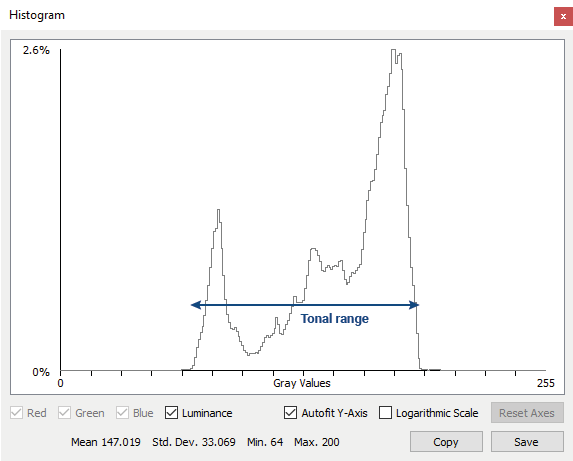 Histogram
x
2.6%
Tonal range
0%
0 Gray Values 255
Red Green Blue Luminance Autofit Y-Axis Logarithmic Scale Reset Axes
Mean 147.019 Std. Dev. 33.069 Min. 64 Max. 200 Copy Save